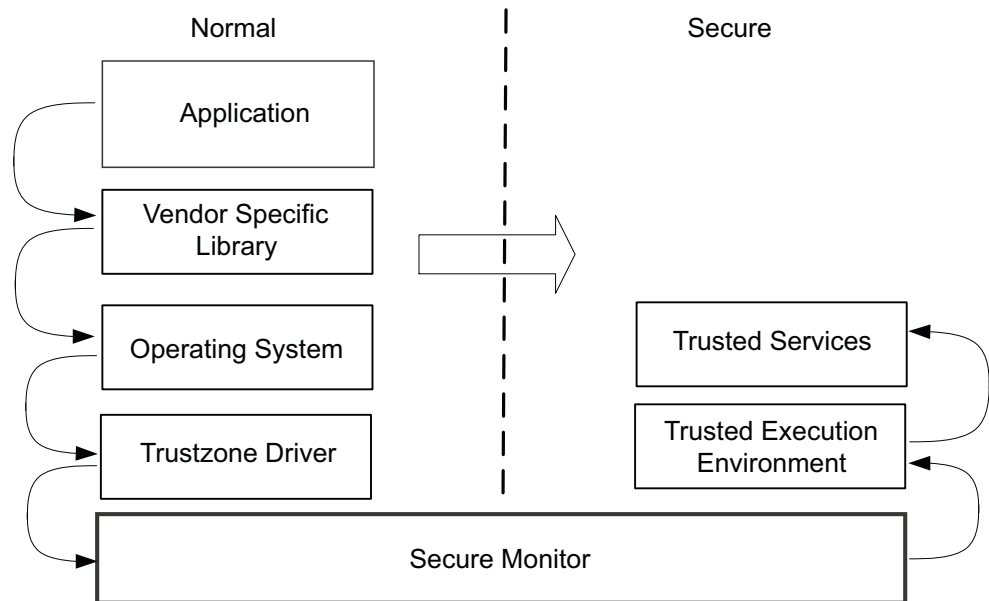 Normal
Secure
Application
Vendor Specific
Library
Operating System
Trusted Services
Trustzone Driver
Trusted Execution
Environment
Secure Monitor